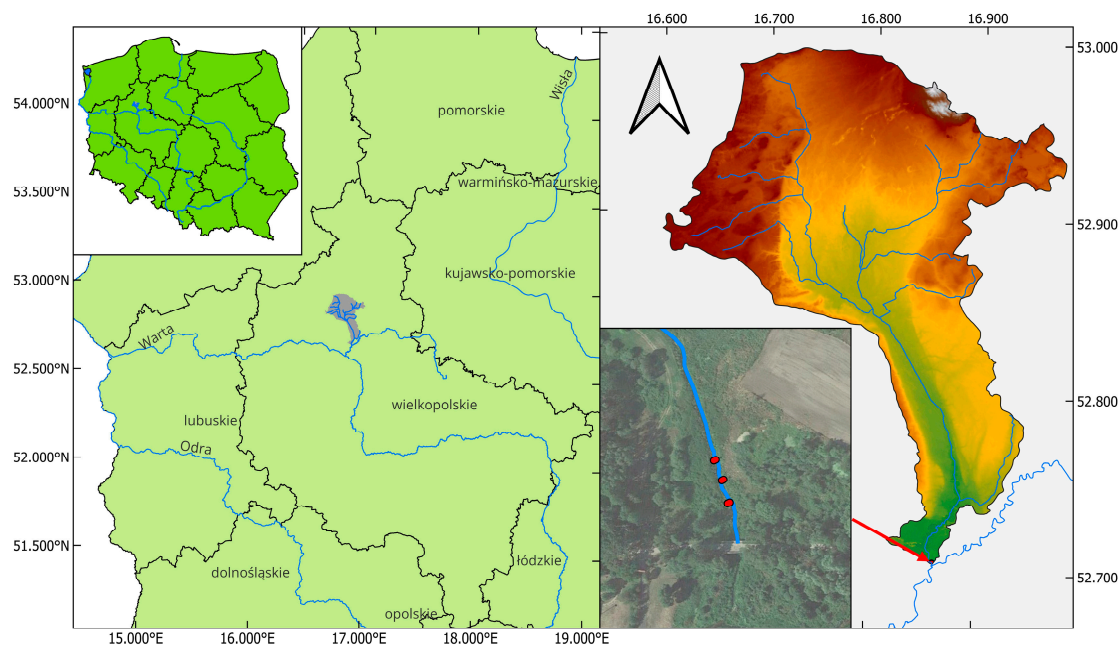 16.600 16.700 16.800 16.900
53.000
52.900
52.800
52.700
54.000°N
53.500°N
53.000°N
52.500°N
52.000°N
51.500°N
Wisła
pomorskie
warmińsko-mazurskie
kujawsko-pomorskie
Warta
wielkopolskie
lubuskie
Odra
łódzkie
dolnośląskie
opolskie
15.000°E 16.000°E 17.000°E 18.000°E 19.000°E